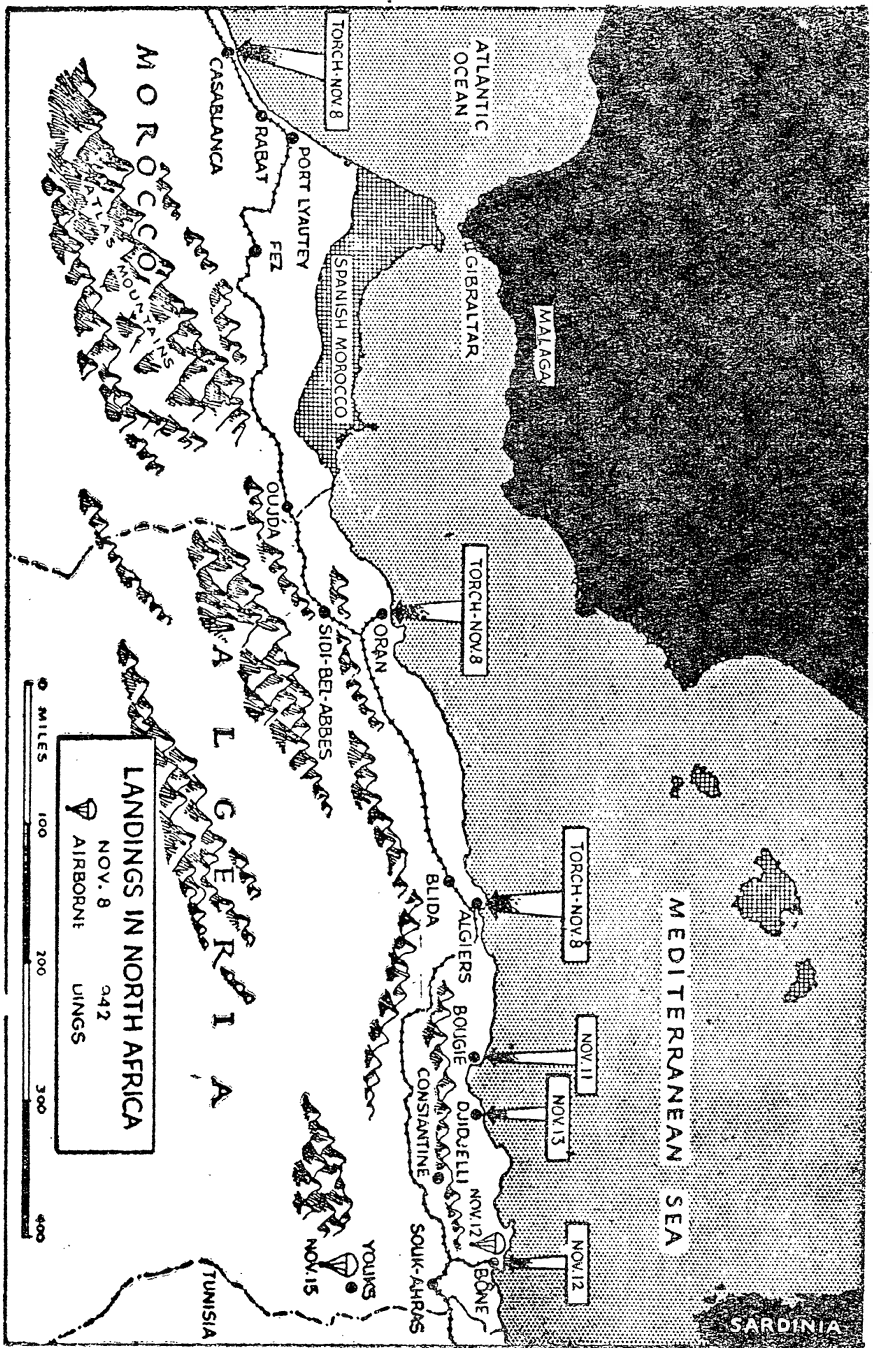 ATLANTIC
OCEAN
TORCH-NOV.8
CASABLANCA
RABAT
PORT LYAUTEY
FEZ
MOROCCO
ATLAS
MOUNTAINS
SPANISH MOROCCO
GIBRALTAR
MALAGA
OUJDA
TORCH-NOV.8
ORAN
SIDI-BEL-ABBES
ALGERIA
TORCH-NOV.8
BLIDA
ALGIERS
MEDITERRANEAN SEA
NOV.11
BOUGIE
NOV.13
DJIDJELLI
CONSTANTINE
NOV.12
NOV.12
BONE
SOUK-AHRAS
YOUKS
NOV.15
TUNISIA
SARDINIA
LANDINGS IN NORTH AFRICA
NOV. 8 942
AIRBORNE DINGS
0 MILES 100 200 300 400